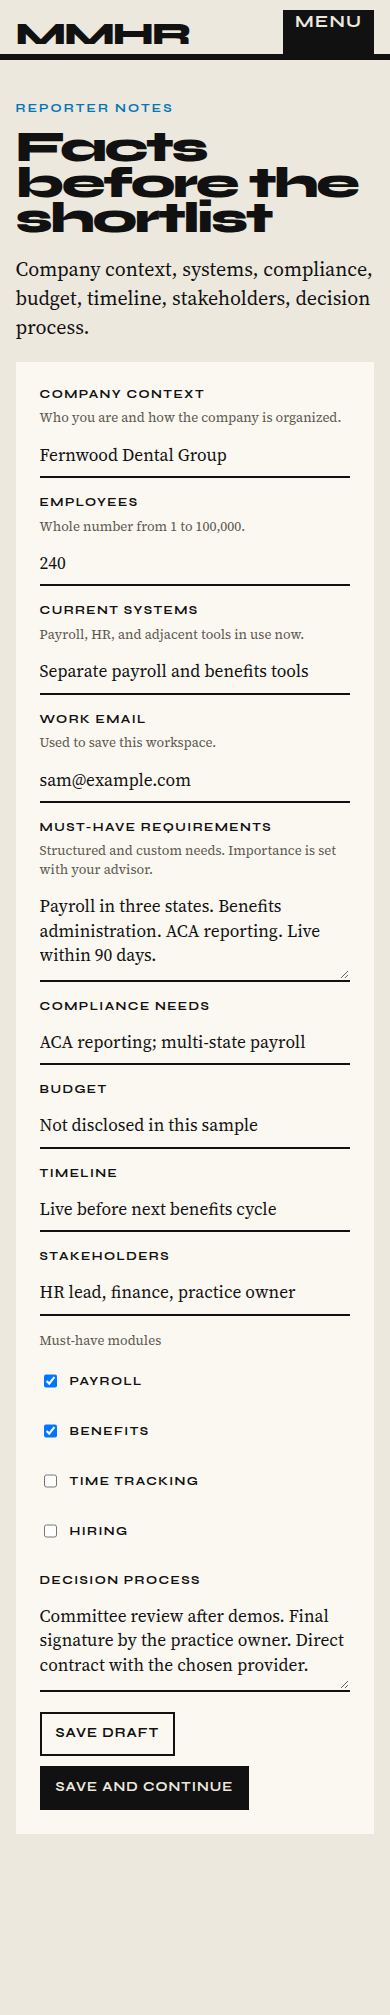 MMHR
MENU
REPORTER NOTES
Facts
before the
shortlist
Company context, systems, compliance,
budget, timeline, stakeholders, decision
process.
COMPANY CONTEXT
Who you are and how the company is organized.
Fernwood Dental Group
EMPLOYEES
Whole number from 1 to 100,000.
240
CURRENT SYSTEMS
Payroll, HR, and adjacent tools in use now.
Separate payroll and benefits tools
WORK EMAIL
Used to save this workspace.
sam@example.com
MUST-HAVE REQUIREMENTS
Structured and custom needs. Importance is set
with your advisor.
Payroll in three states. Benefits
administration. ACA reporting. Live
within 90 days.
COMPLIANCE NEEDS
ACA reporting; multi-state payroll
BUDGET
Not disclosed in this sample
TIMELINE
Live before next benefits cycle
STAKEHOLDERS
HR lead, finance, practice owner
Must-have modules
PAYROLL
BENEFITS
TIME TRACKING
HIRING
DECISION PROCESS
Committee review after demos. Final
signature by the practice owner. Direct
contract with the chosen provider.
SAVE DRAFT
SAVE AND CONTINUE